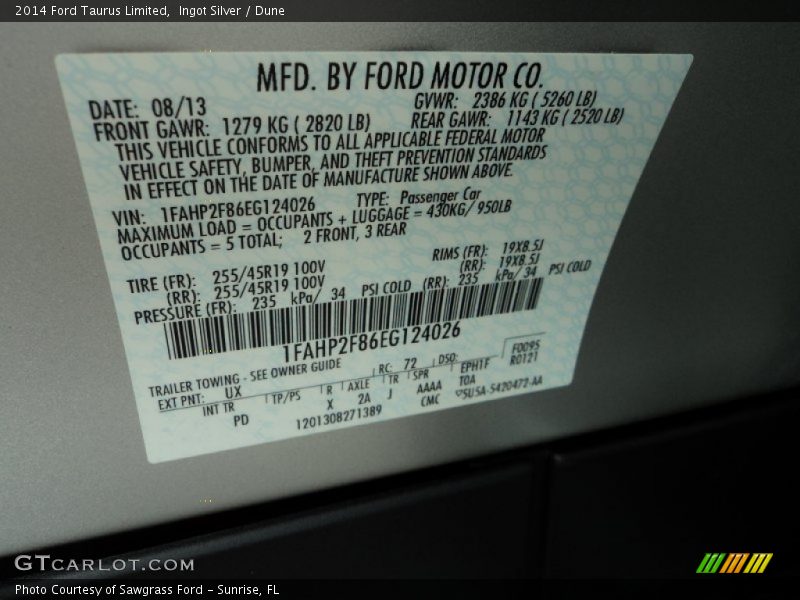 2014 Ford Taurus Limited,  Ingot Silver / Dune
MFD. BY FORD MOTOR CO.
DATE: 08/13 GVWR: 2386 KG ( 5260 LB)
FRONT GAWR: 1279 KG ( 2820 LB) REAR GAWR: 1143 KG ( 2520 LB)
THIS VEHICLE CONFORMS TO ALL APPLICABLE FEDERAL MOTOR
VEHICLE SAFETY, BUMPER, AND THEFT PREVENTION STANDARDS
IN EFFECT ON THE DATE OF MANUFACTURE SHOWN ABOVE.
VIN: 1FAHP2F86EG124026 TYPE: Passenger Car
MAXIMUM LOAD = OCCUPANTS + LUGGAGE = 430KG/ 950LB
OCCUPANTS = 5 TOTAL; 2 FRONT, 3 REAR
TIRE (FR): 255/45R19 100V RIMS (FR): 19X8.5J
(RR): 255/45R19 100V (RR): 19X8.5J
PRESSURE (FR): 235 kPa/ 34 PSI COLD (RR): 235 kPa/ 34 PSI COLD
1FAHP2F86EG124026
TRAILER TOWING - SEE OWNER GUIDE
EXT PNT: UX RC: 72 DSO: F0095
INT TR TP/PS R AXLE TR SPR EPHTF R0121
PD X 2A J AAAA TOA
1201308271389 CMC 5U5A-5420472-AA
GTCARLOT.COM
Photo Courtesy of Sawgrass Ford – Sunrise, FL